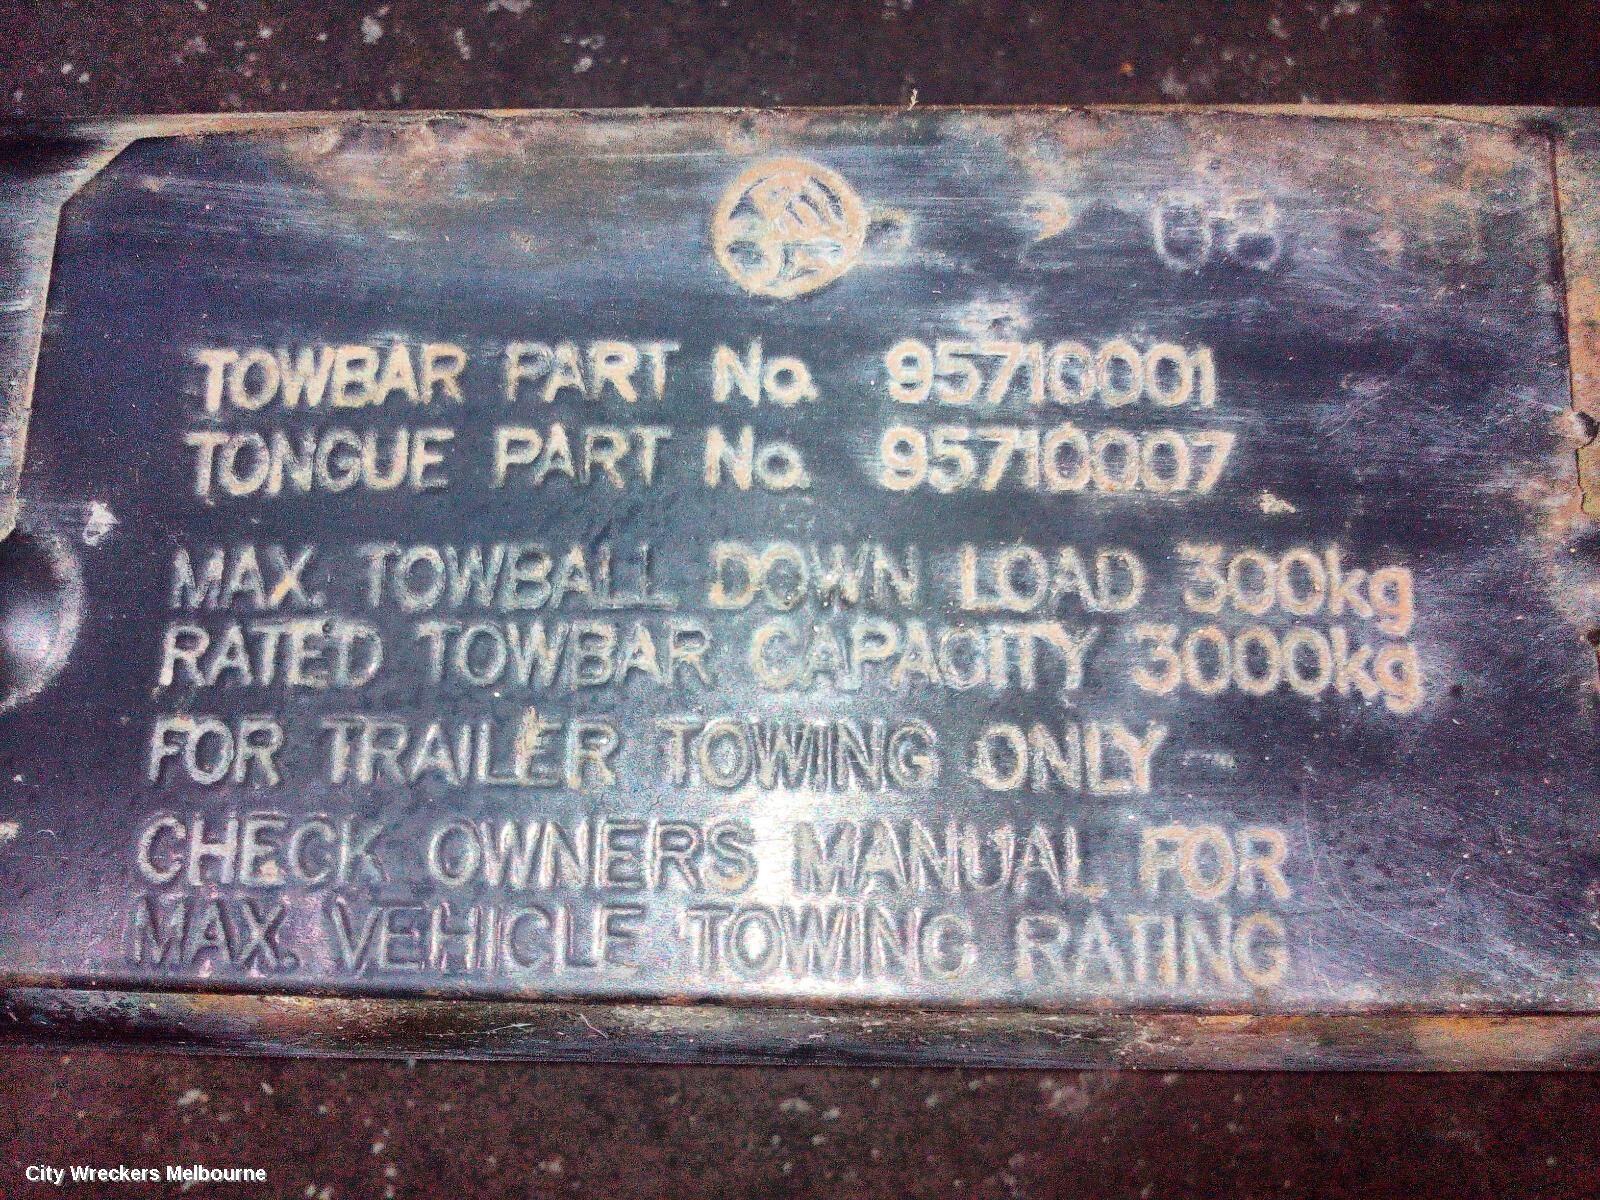 08
TOWBAR PART No. 95710001
TONGUE PART No. 95710007
MAX. TOWBALL DOWN LOAD 300kg
RATED TOWBAR CAPACITY 3000kg
FOR TRAILER TOWING ONLY -
CHECK OWNERS MANUAL FOR
MAX. VEHICLE TOWING RATING
City Wreckers Melbourne